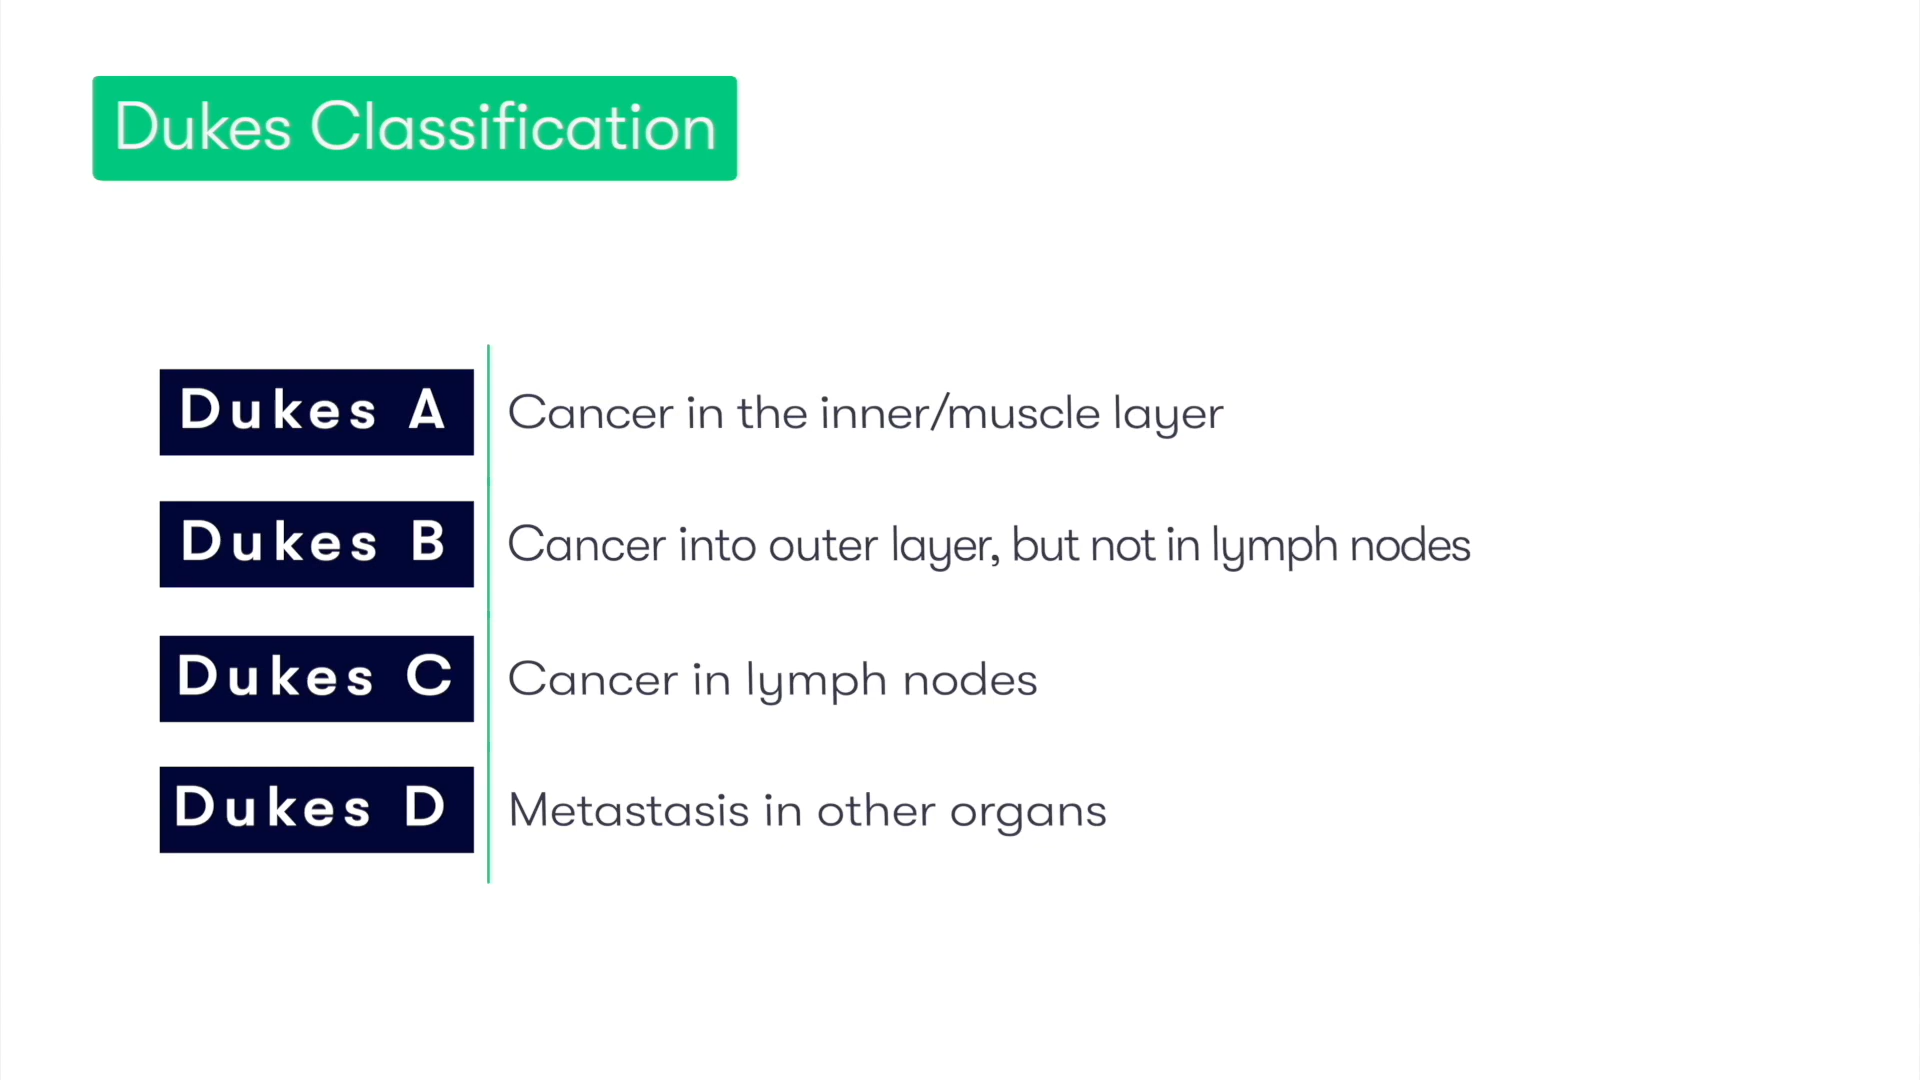 Dukes Classification
Dukes A
Cancer in the inner/muscle layer
Dukes B
Cancer into outer layer, but not in lymph nodes
Dukes C
Cancer in lymph nodes
Dukes D
Metastasis in other organs